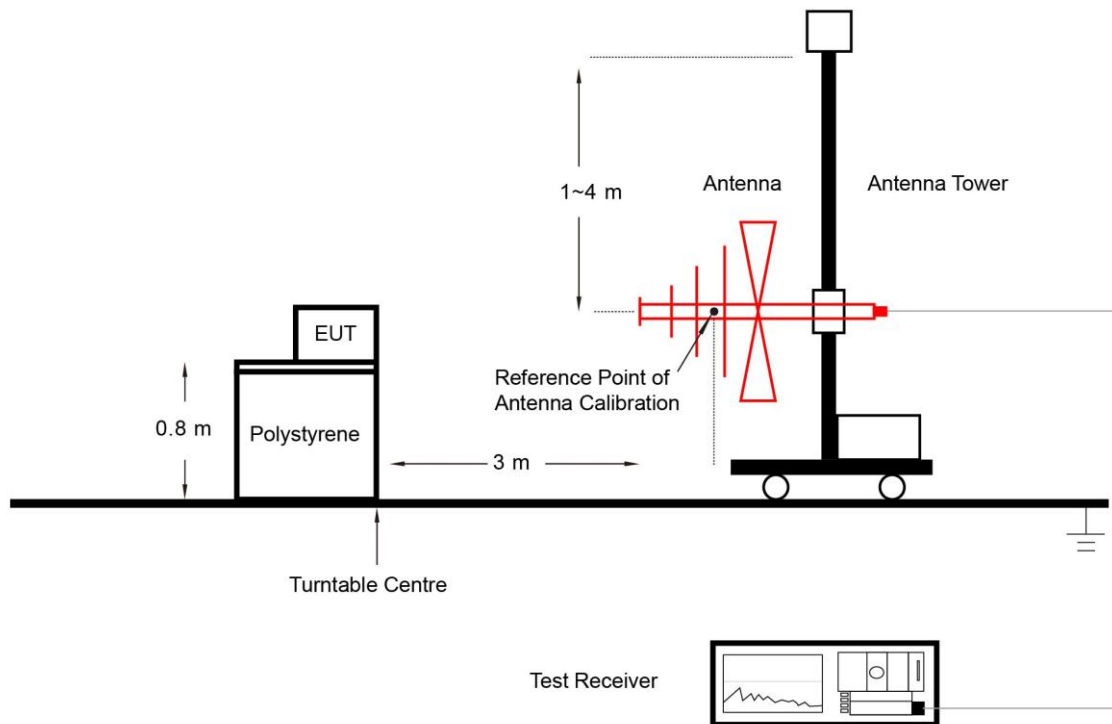 1~4 m
Antenna
Antenna Tower
EUT
Reference Point of
Antenna Calibration
0.8 m
Polystyrene
3 m
Turntable Centre
Test Receiver